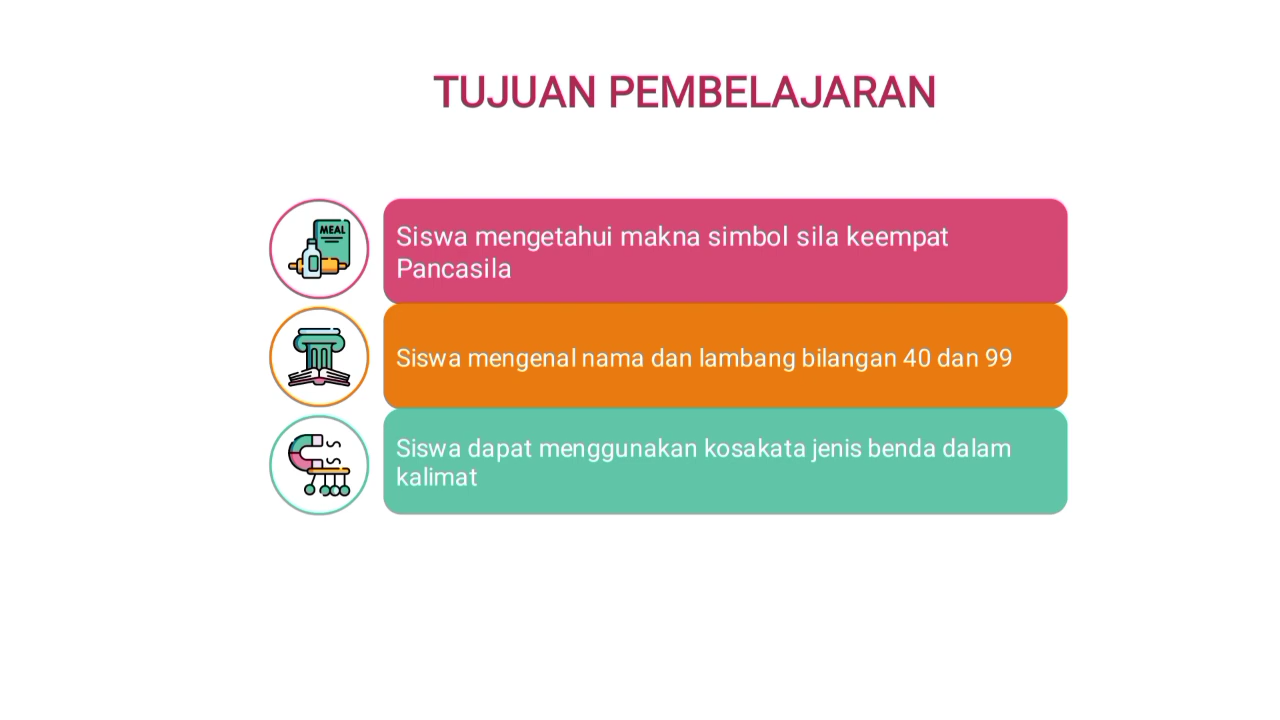 TUJUAN PEMBELAJARAN
MEAL
Siswa mengetahui makna simbol sila keempat
Pancasila
Siswa mengenal nama dan lambang bilangan 40 dan 99
Siswa dapat menggunakan kosakata jenis benda dalam
kalimat